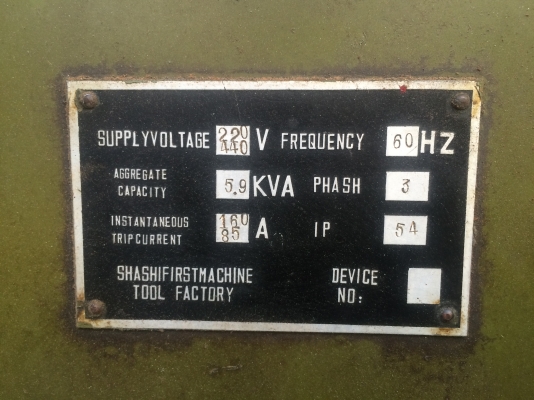 SUPPLYVOLTAGE 220 440 V FREQUENCY 60 HZ
AGGREGATE CAPACITY 5.9 KVA PHASH 3
INSTANTANEOUS TRIPCURRENT 160 85 A IP 54
SHASHIFIRSTMACHINE TOOL FACTORY DEVICE NO: